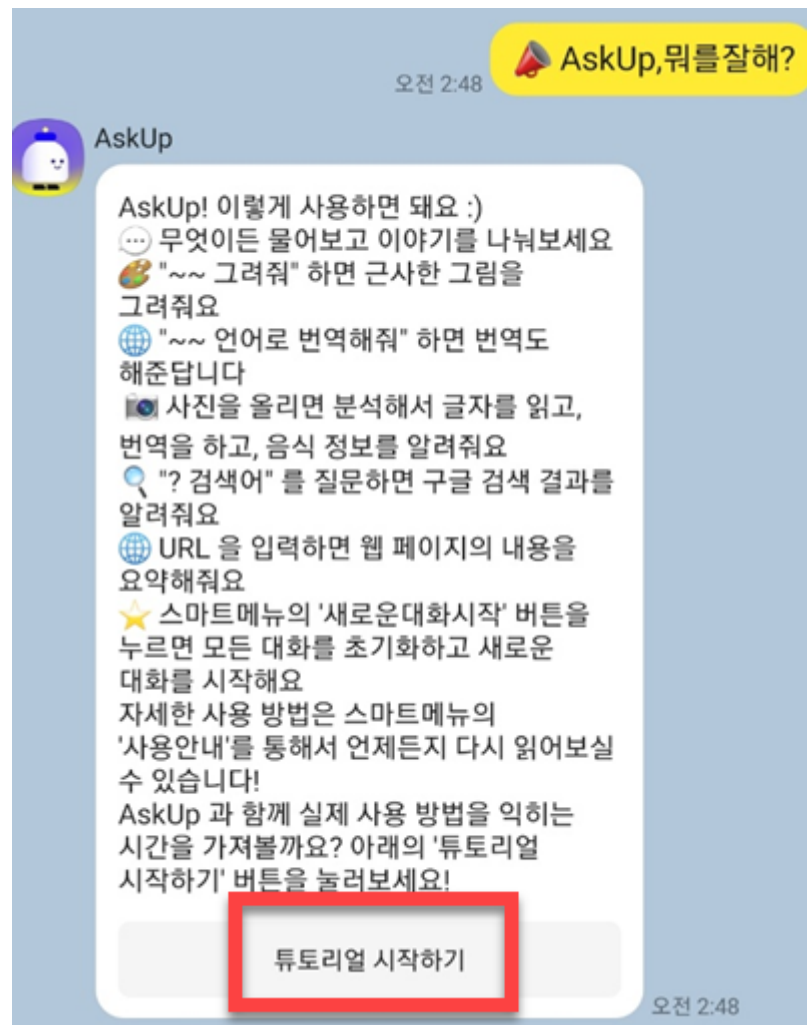 AskUp,뭐를잘해?
오전 2:48
AskUp
AskUp! 이렇게 사용하면 돼요 :)
무엇이든 물어보고 이야기를 나눠보세요
"~~ 그려줘" 하면 근사한 그림을
그려줘요
"~~ 언어로 번역해줘" 하면 번역도
해준답니다
사진을 올리면 분석해서 글자를 읽고,
번역을 하고, 음식 정보를 알려줘요
"? 검색어" 를 질문하면 구글 검색 결과를
알려줘요
URL 을 입력하면 웹 페이지의 내용을
요약해줘요
스마트메뉴의 '새로운대화시작' 버튼을
누르면 모든 대화를 초기화하고 새로운
대화를 시작해요
자세한 사용 방법은 스마트메뉴의
'사용안내'를 통해서 언제든지 다시 읽어보실
수 있습니다!
AskUp 과 함께 실제 사용 방법을 익히는
시간을 가져볼까요? 아래의 '튜토리얼
시작하기' 버튼을 눌러보세요!
튜토리얼 시작하기
오전 2:48